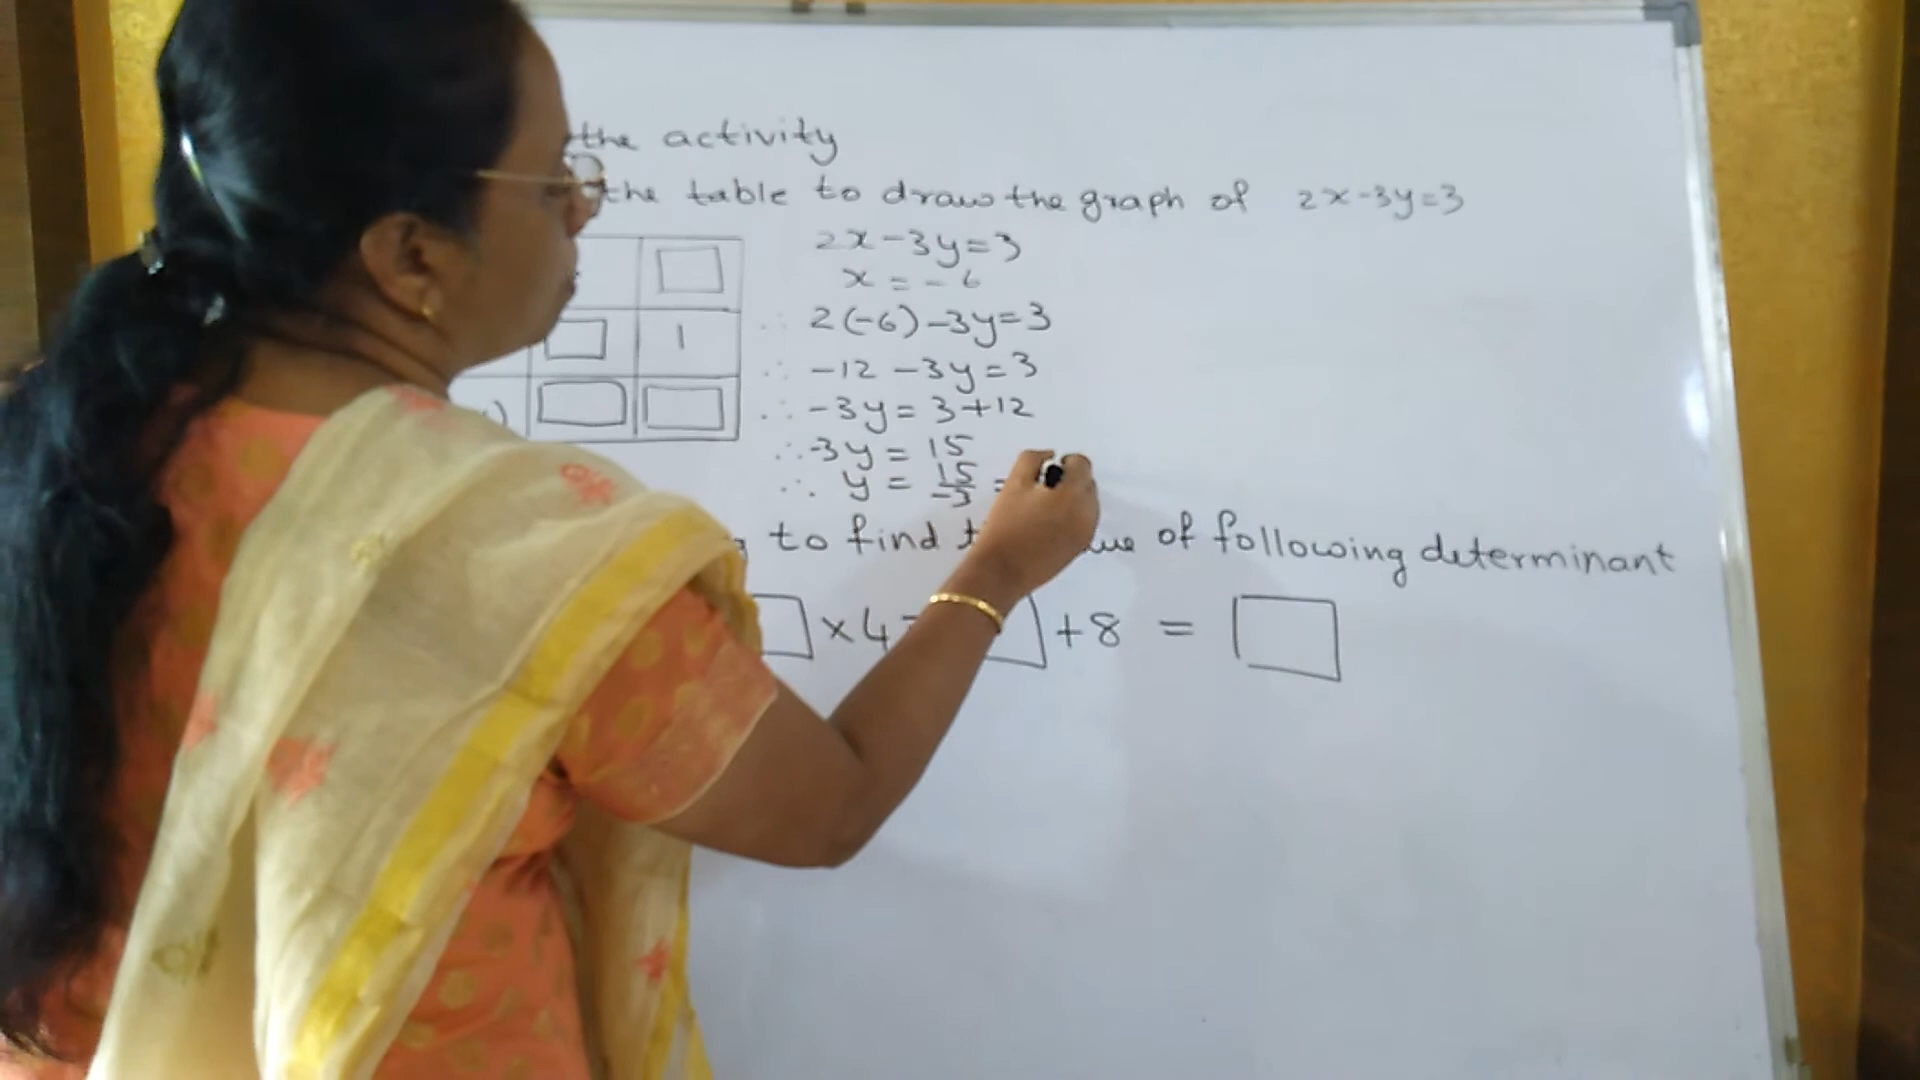 the activity
the table to draw the graph of 2x-3y=3
1
2x-3y=3
x=-6
∴ 2(-6)-3y=3
∴ -12-3y=3
∴ -3y=3+12
∴ -3y=15
∴ y=15/-3 =
to find of following determinant
×4 +8 =